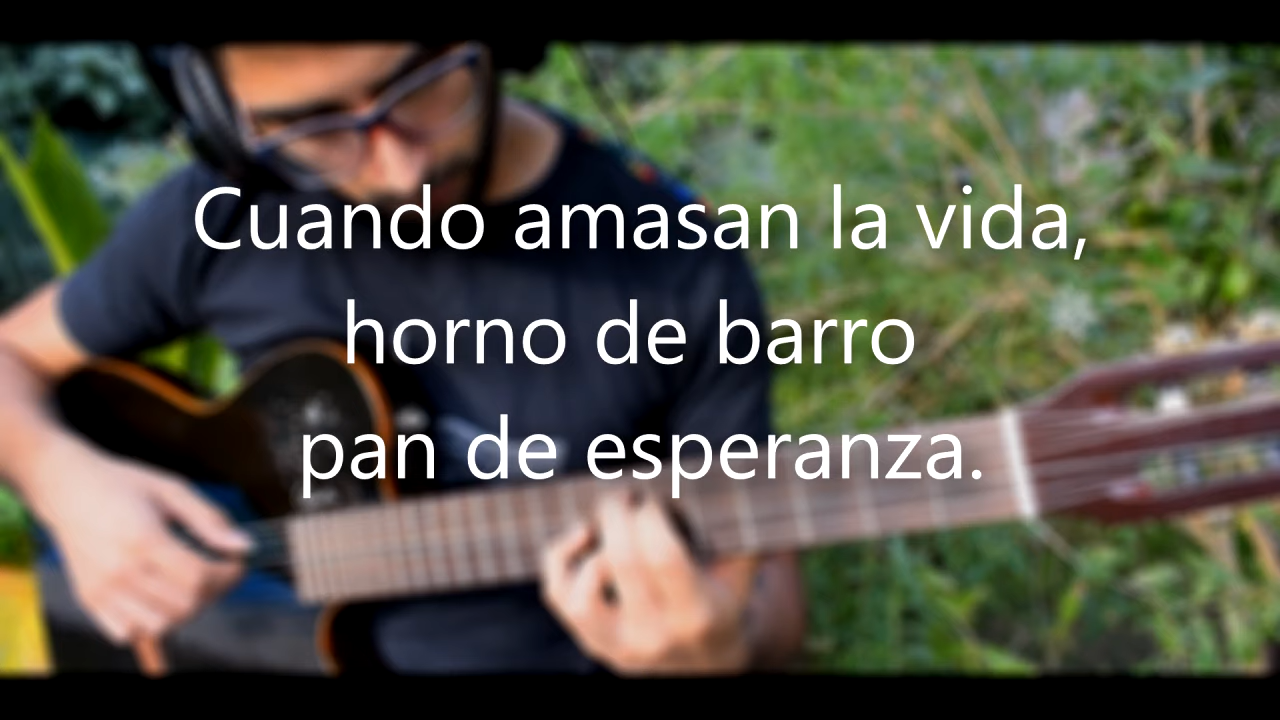 Cuando amasan la vida,
horno de barro
pan de esperanza.